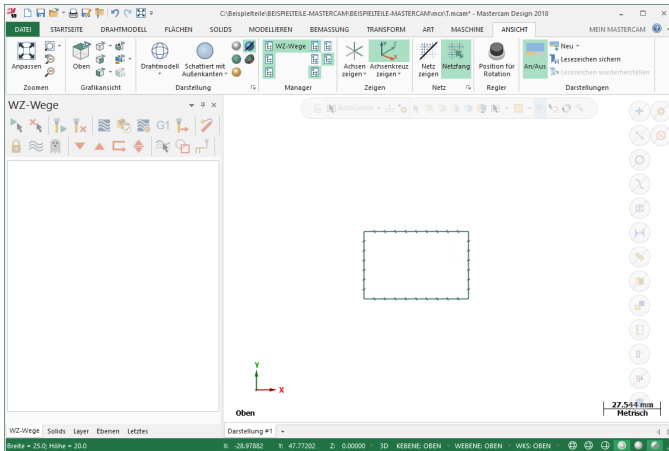 C:\Beispielteile\BEISPIELTEILE-MASTERCAM\BEISPIELTEILE-MASTERCAM\mcx\T.mcam* - Mastercam Design 2018
DATEI STARTSEITE DRAHTMODELL FLÄCHEN SOLIDS MODELLIEREN BEMASSUNG TRANSFORM ART MASCHINE ANSICHT MEIN MASTERCAM
WZ-Wege
Neu
Lesezeichen sichern
Lesezeichen wiederherstellen
Anpassen
Oben
Drahtmodell
Schattiert mit Außenkanten
Achsen zeigen
Achsenkreuz zeigen
Netz zeigen
Netzfang
Position für Rotation
An/Aus
Zoomen Grafikansicht Darstellung Manager Zeigen Netz Regler Darstellungen
WZ-Wege
AutoCursor
G1
Y
X
Oben
27.544 mm
Metrisch
WZ-Wege Solids Layer Ebenen Letztes
Darstellung #1 +
Breite = 25.0; Höhe = 20.0 X: -28.97882 Y: 47.77202 Z: 0.00000 3D KEBENE: OBEN WEBENE: OBEN WKS: OBEN